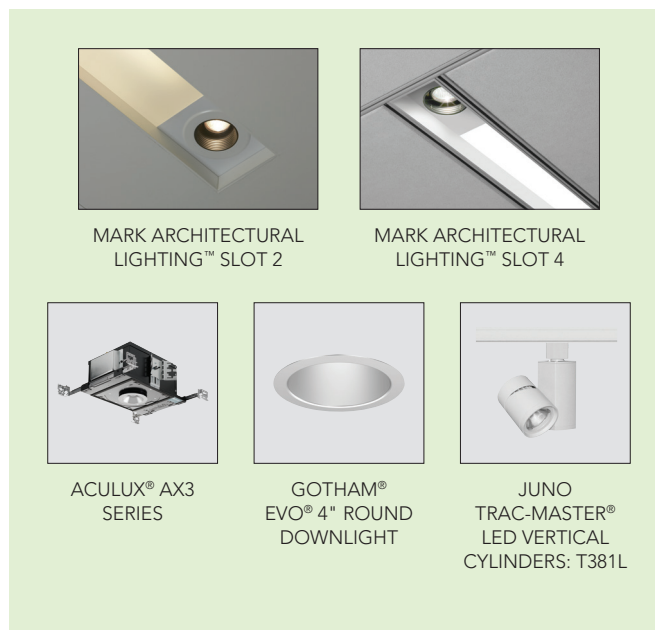 MARK ARCHITECTURAL
LIGHTING™ SLOT 2
MARK ARCHITECTURAL
LIGHTING™ SLOT 4
ACULUX® AX3
SERIES
GOTHAM®
EVO® 4" ROUND
DOWNLIGHT
JUNO
TRAC-MASTER®
LED VERTICAL
CYLINDERS: T381L